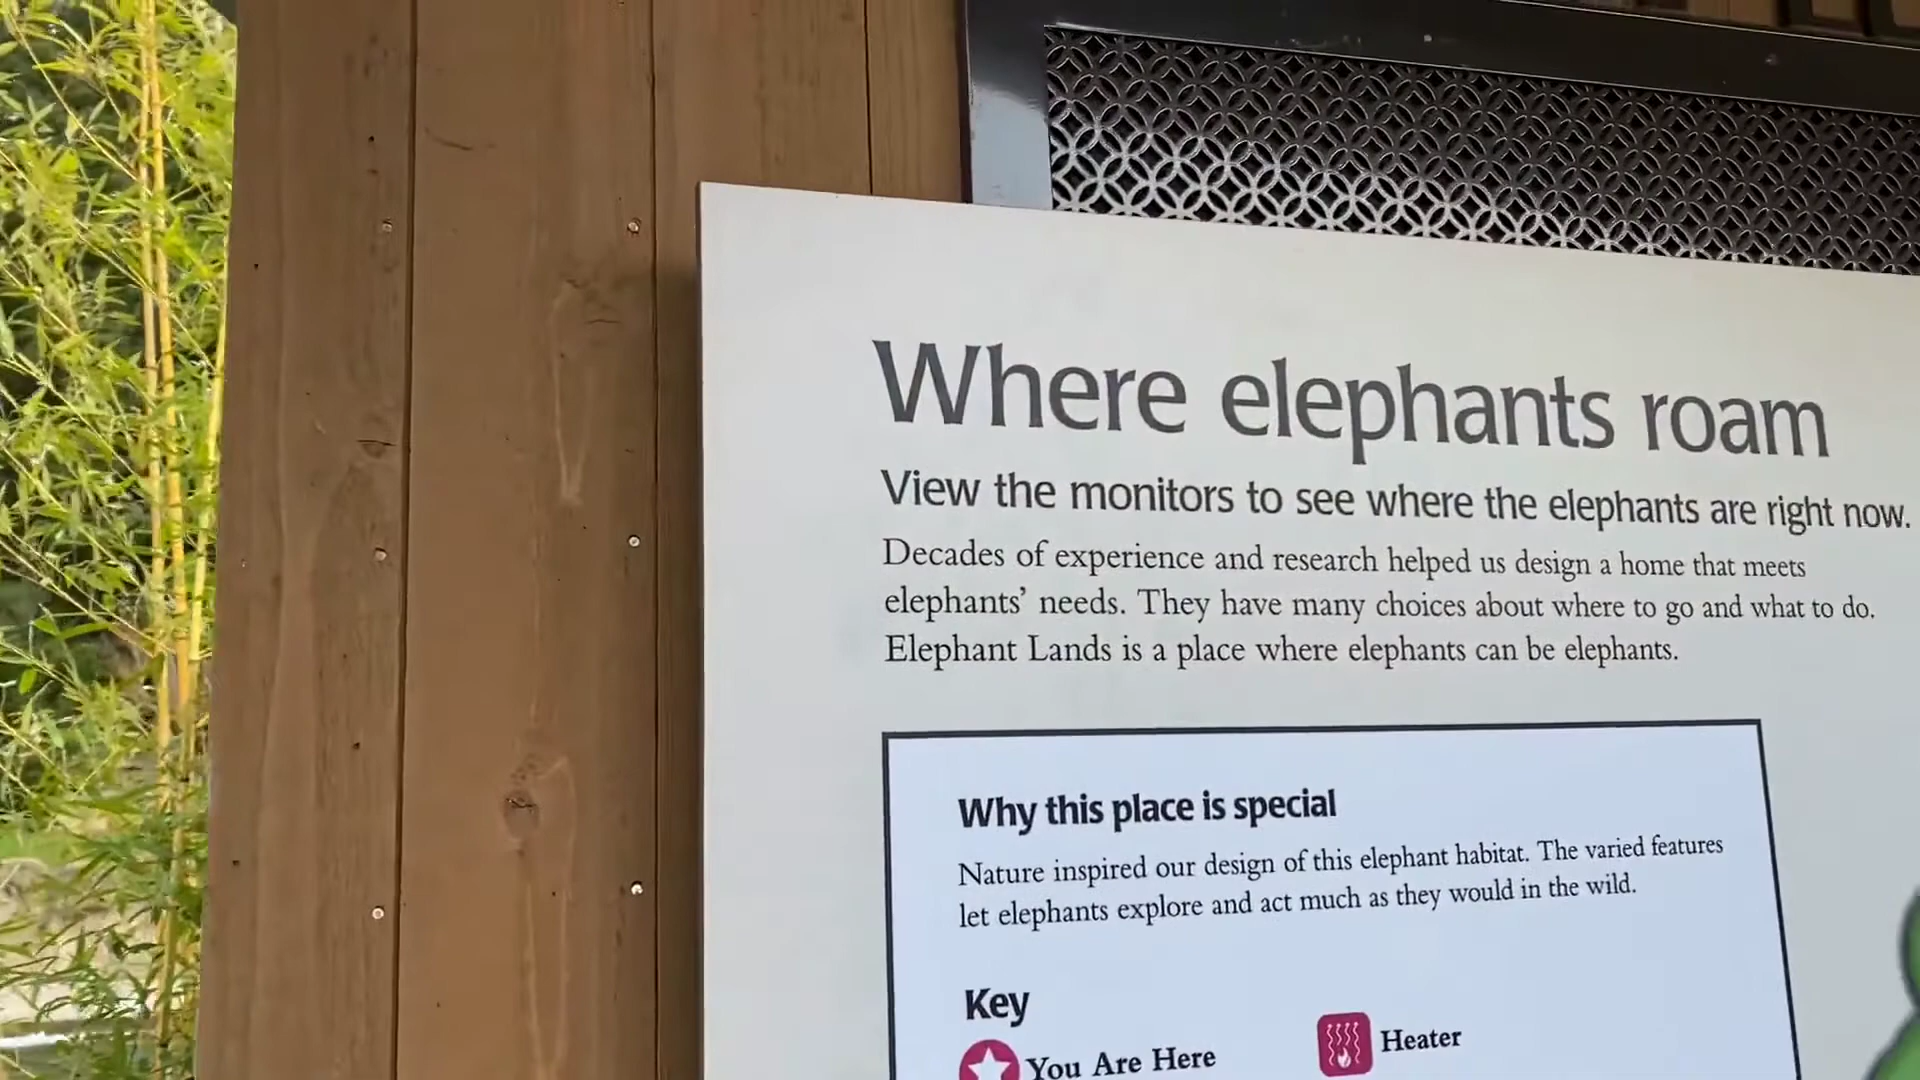 Where elephants roam
View the monitors to see where the elephants are right now.
Decades of experience and research helped us design a home that meets
elephants’ needs. They have many choices about where to go and what to do.
Elephant Lands is a place where elephants can be elephants.
Why this place is special
Nature inspired our design of this elephant habitat. The varied features
let elephants explore and act much as they would in the wild.
Key
You Are Here
Heater